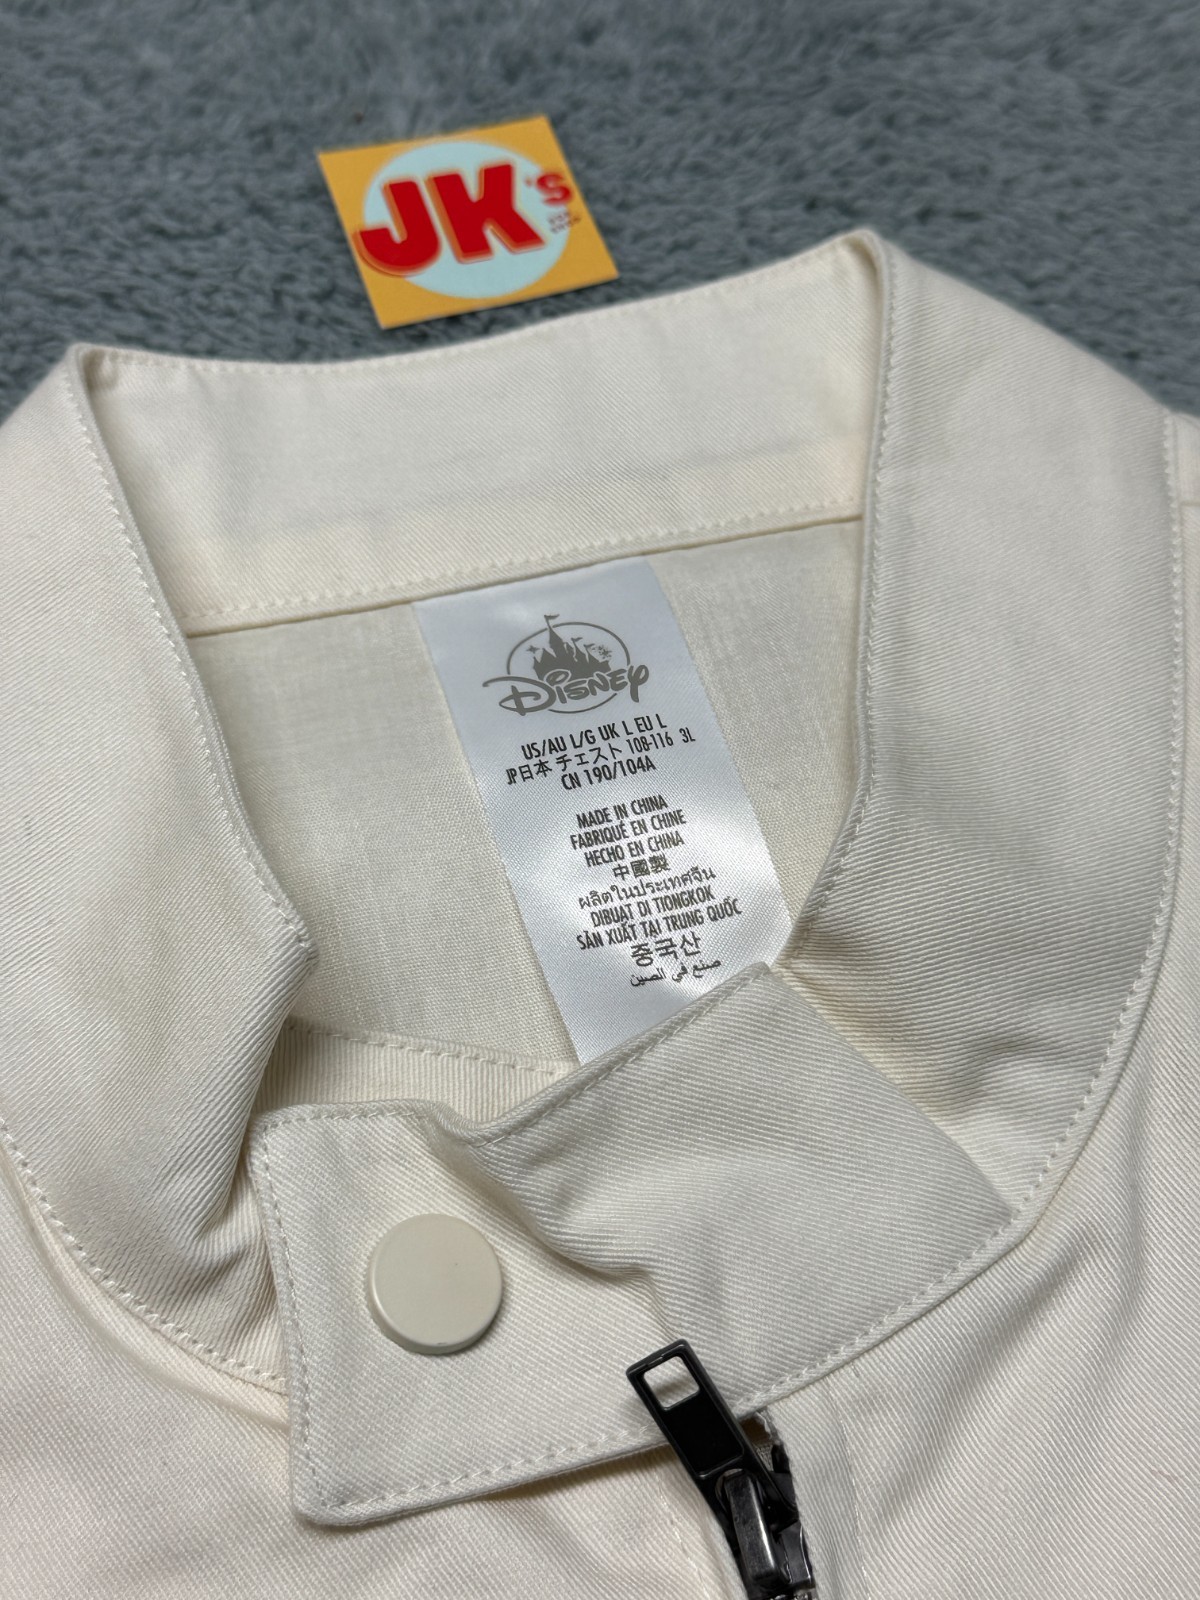 JK's
DISNEY
US/AU L/G UK L EU L
JP日本 チェスト 108-116 3L
CN 190/104A
MADE IN CHINA
FABRIQUÉ EN CHINE
HECHO EN CHINA
中國製
ผลิตในประเทศจีน
DIBUAT DI TIONGKOK
SẢN XUẤT TẠI TRUNG QUỐC
중국산
صنع في الصين